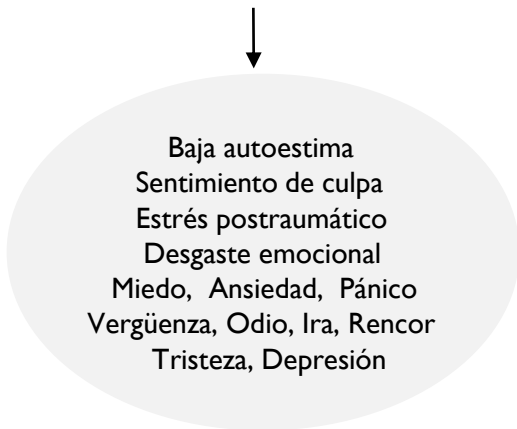 Baja autoestima
Sentimiento de culpa
Estrés postraumático
Desgaste emocional
Miedo, Ansiedad, Pánico
Vergüenza, Odio, Ira, Rencor
Tristeza, Depresión